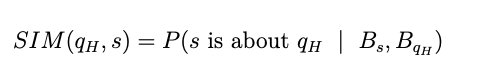 SIM(q_H, s) = P(s is about q_H | B_s, B_{q_H})